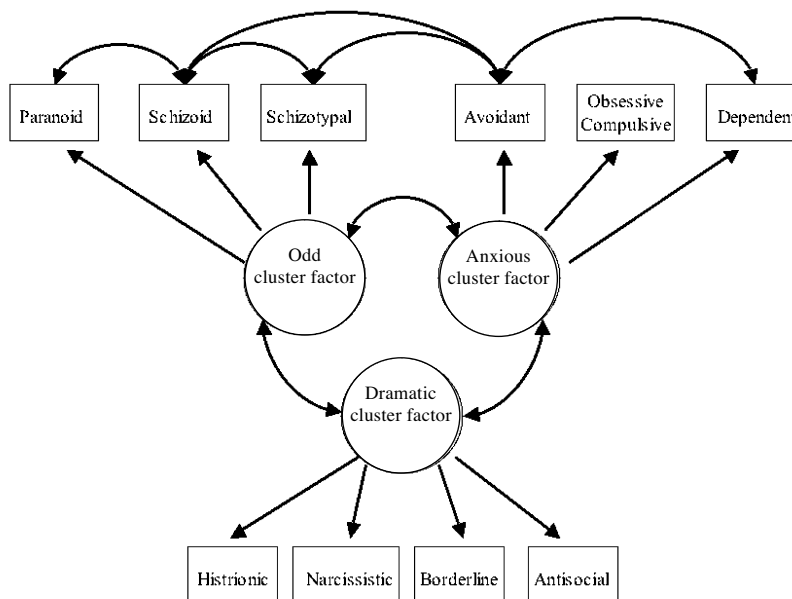 Paranoid
Schizoid
Schizotypal
Avoidant
Obsessive
Compulsive
Dependent
Odd
cluster factor
Anxious
cluster factor
Dramatic
cluster factor
Histrionic
Narcissistic
Borderline
Antisocial